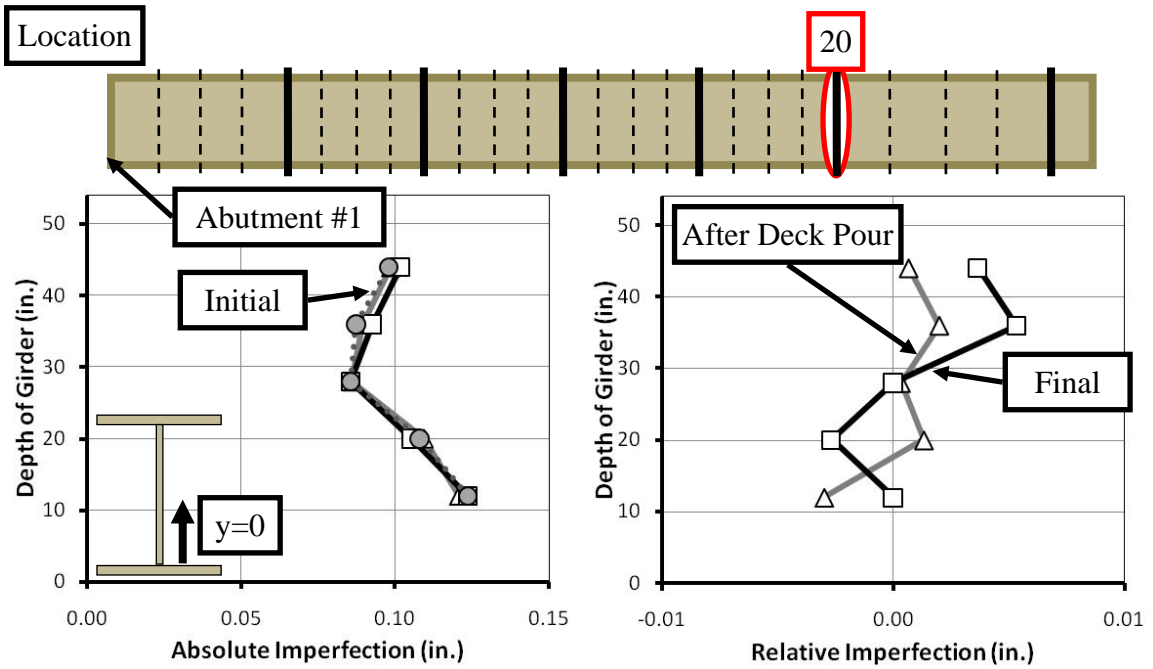 Location
20
Abutment #1
Initial
y=0
50
40
30
20
10
0
0.00
0.05
0.10
0.15
Depth of Girder (in.)
Absolute Imperfection (in.)
After Deck Pour
Final
50
40
30
20
10
0
-0.01
0.00
0.01
Depth of Girder (in.)
Relative Imperfection (in.)